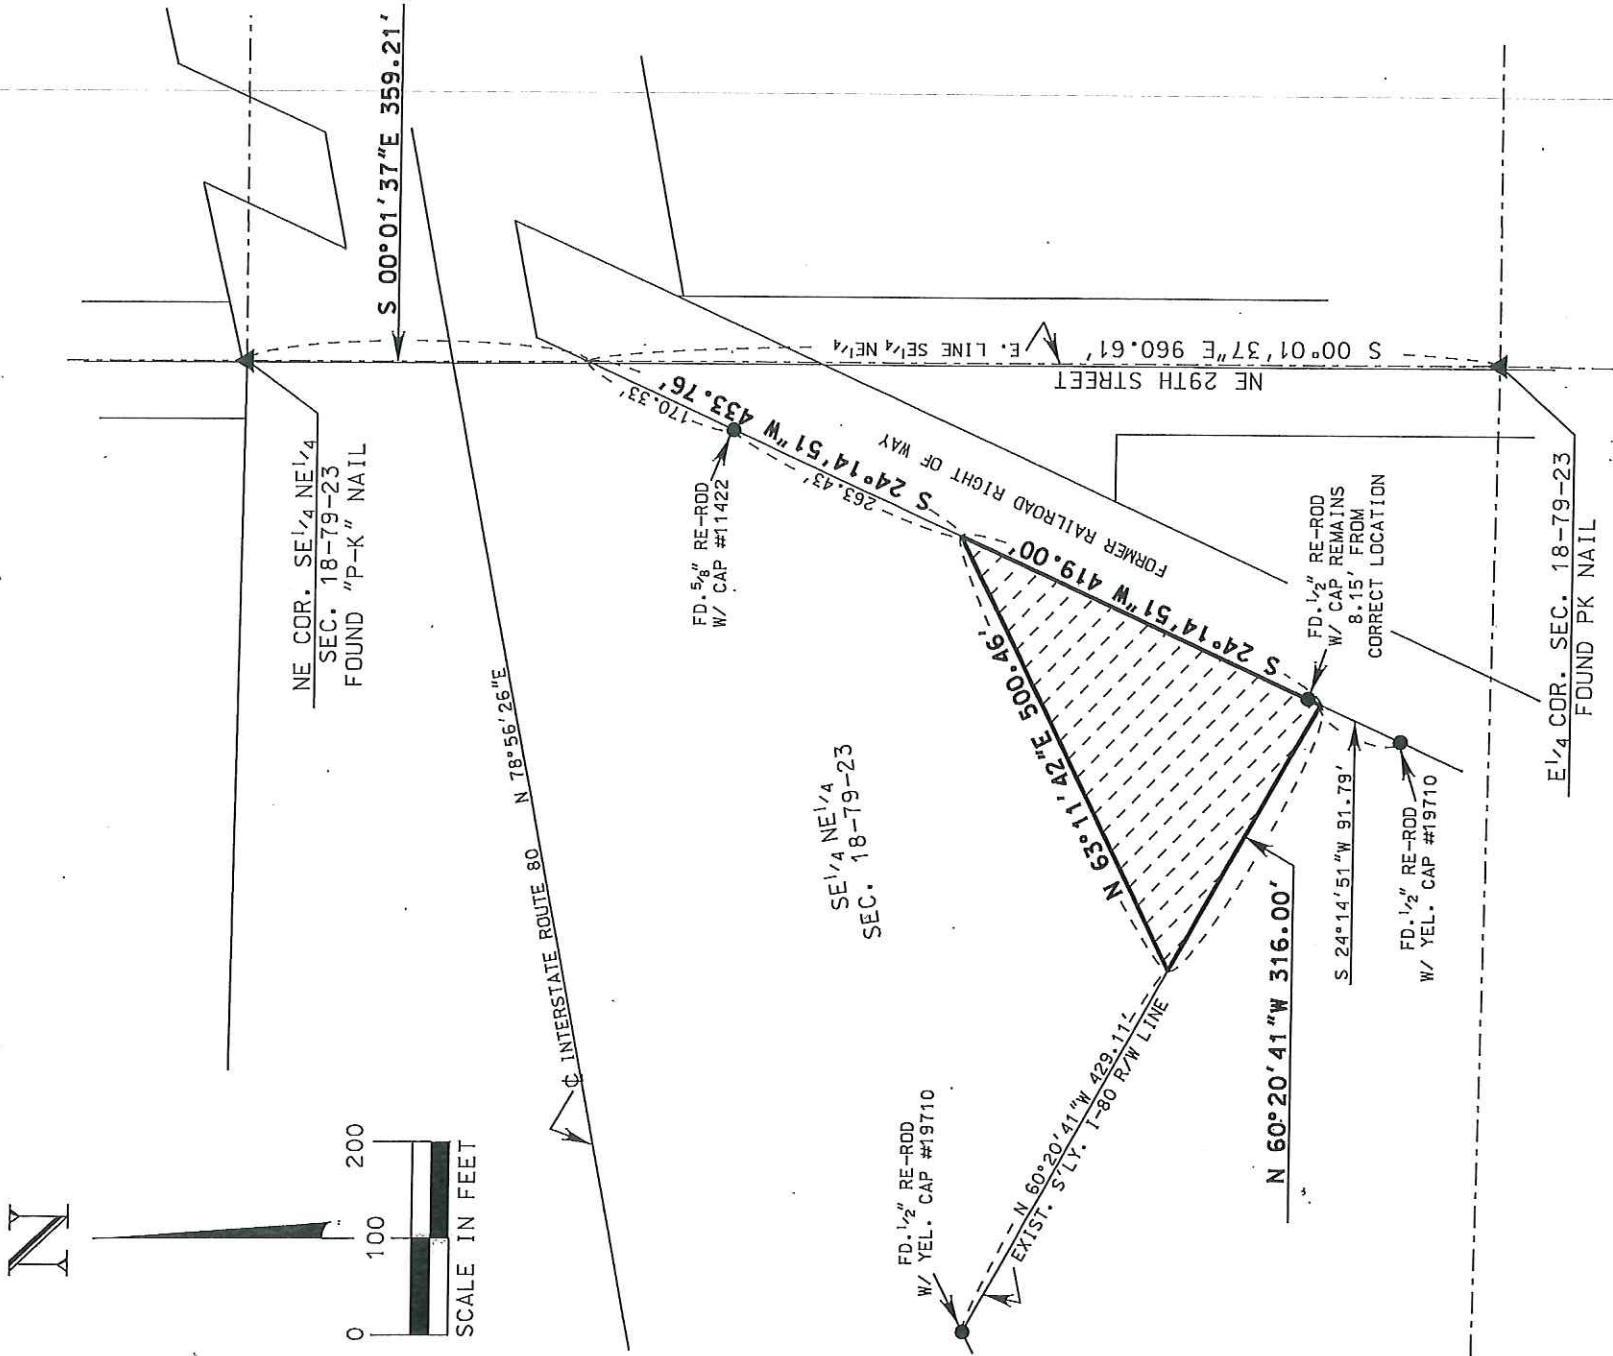 N
0 100 200
SCALE IN FEET
S 00°01'37"E 359.21'
NE COR. SE1/4 NE1/4
SEC. 18-79-23
FOUND "P-K" NAIL
℄ INTERSTATE ROUTE 80
N 78°56'26"E
170.33'
S 24°14'51"W 433.76'
263.43'
FD. 5/8" RE-ROD
W/ CAP #11422
E. LINE SE1/4 NE1/4
S 00°01'37"E 960.61'
NE 29TH STREET
FORMER RAILROAD RIGHT OF WAY
SE1/4 NE1/4
SEC. 18-79-23
N 63°11'42"E 500.46'
S 24°14'51"W 419.00'
FD. 1/2" RE-ROD
W/ CAP REMAINS
8.15' FROM
CORRECT LOCATION
S 24°14'51"W 91.79'
FD. 1/2" RE-ROD
W/ YEL. CAP #19710
N 60°20'41"W 316.00'
N 60°20'41"W 429.11'
EXIST. S'LY. I-80 R/W LINE
FD. 1/2" RE-ROD
W/ YEL. CAP #19710
E1/4 COR. SEC. 18-79-23
FOUND PK NAIL